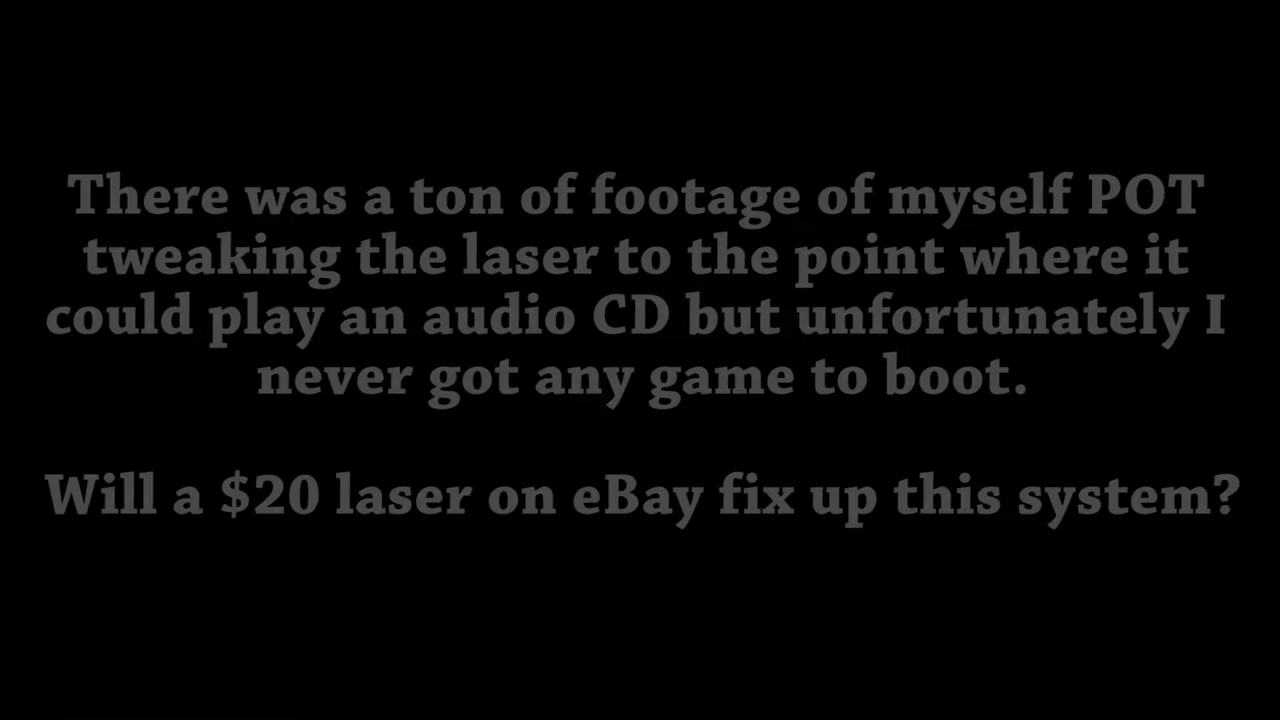 There was a ton of footage of myself POT
tweaking the laser to the point where it
could play an audio CD but unfortunately I
never got any game to boot.
Will a $20 laser on eBay fix up this system?